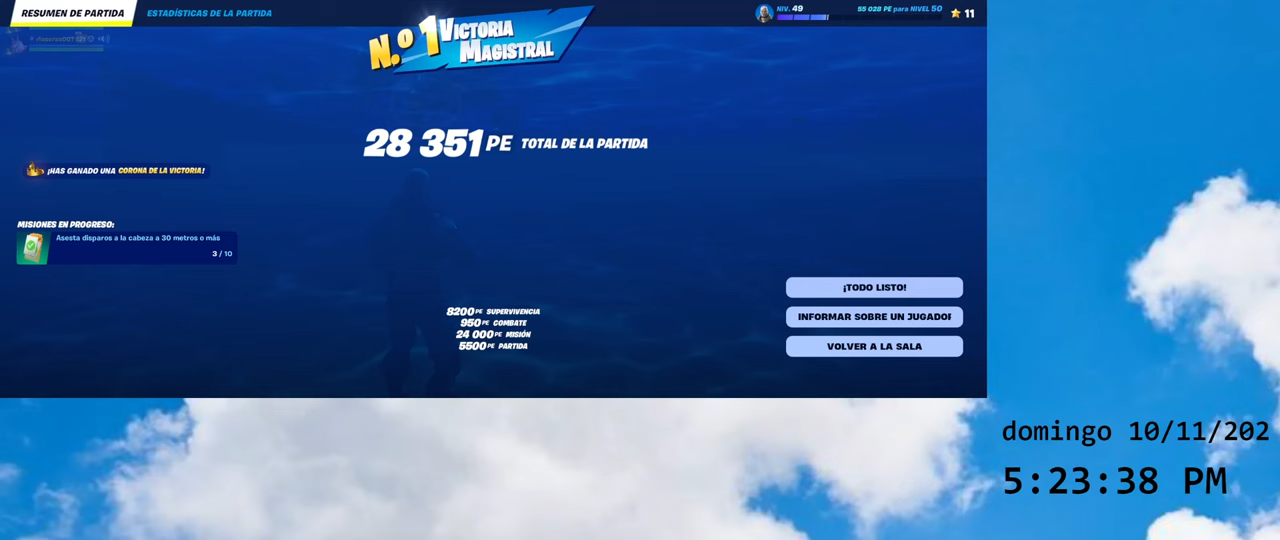 RESUMEN DE PARTIDA
ESTADÍSTICAS DE LA PARTIDA
NIV. 49
55 028 PE para NIVEL 50
11
N.º 1 VICTORIA
MAGISTRAL
28 351 PE TOTAL DE LA PARTIDA
¡HAS GANADO UNA CORONA DE LA VICTORIA!
MISIONES EN PROGRESO:
Asesta disparos a la cabeza a 30 metros o más
3 / 10
8200 PE SUPERVIVENCIA
950 PE COMBATE
24 000 PE MISIÓN
5500 PE PARTIDA
¡TODO LISTO!
INFORMAR SOBRE UN JUGADOR
VOLVER A LA SALA
domingo 10/11/202
5:23:38 PM